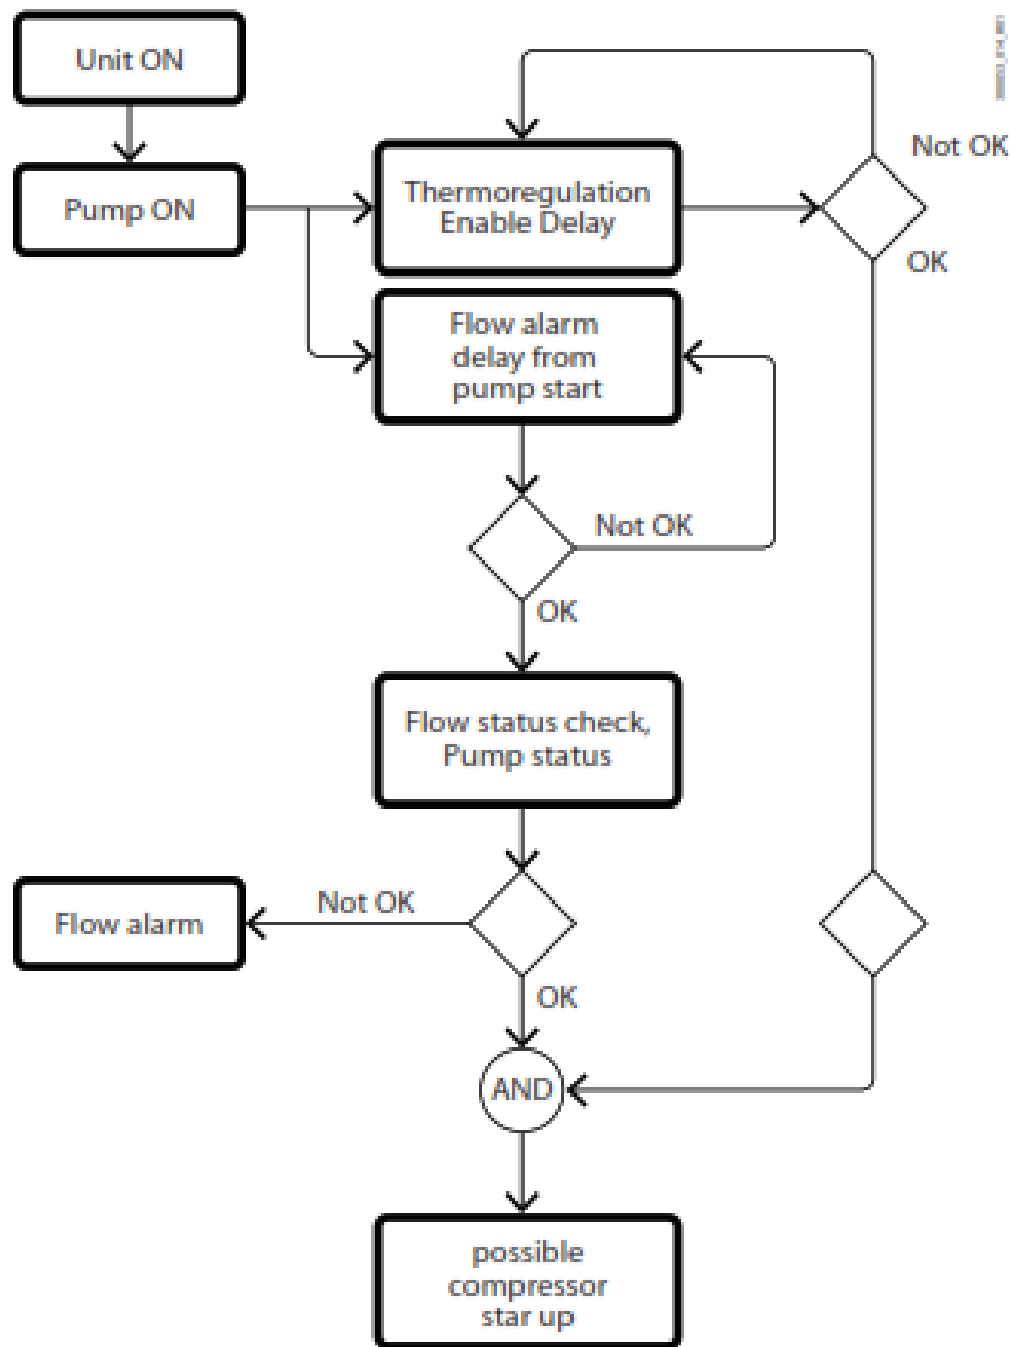 Unit ON
Not OK
Pump ON
Thermoregulation
Enable Delay
OK
Flow alarm
delay from
pump start
Not OK
OK
Flow status check,
Pump status
Flow alarm
Not OK
OK
AND
possible
compressor
star up